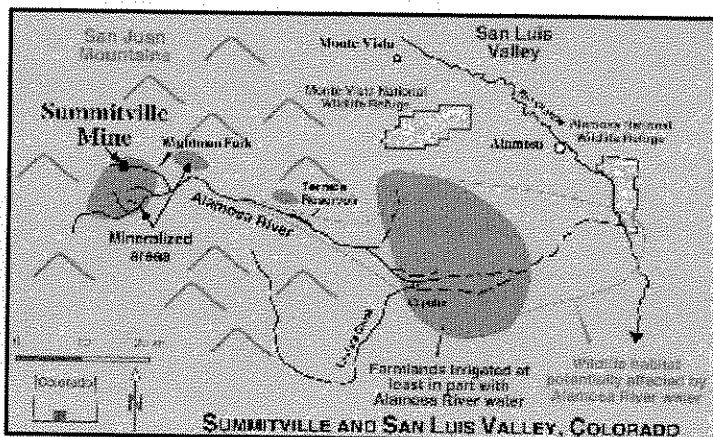 San Juan
Mountains
Monte Vista
San Luis
Valley
Summitville
Mine
Wightman Fork
Monte Vista National
Wildlife Refuge
Alamosa National
Wildlife Refuge
Alamosa
Terrace
Reservoir
Alamosa River
Mineralized
areas
Capulin
Farmlands Irrigated at
least in part with
Alamosa River water
Wildlife habitat
potentially affected by
Alamosa River water
0
Colorado
N
SUMMITVILLE AND SAN LUIS VALLEY, COLORADO